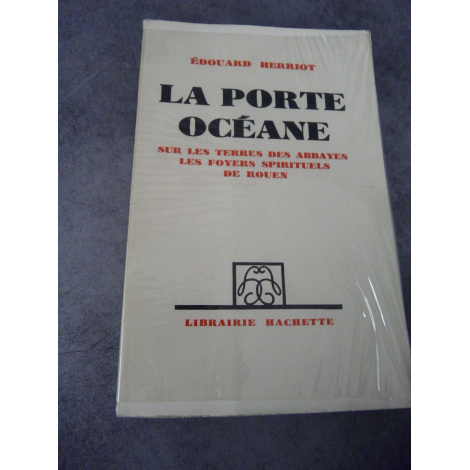 ÉDOUARD HERRIOT
LA PORTE
OCÉANE
SUR LES TERRES DES ABBAYES
LES FOYERS SPIRITUELS
DE ROUEN
LIBRAIRIE HACHETTE